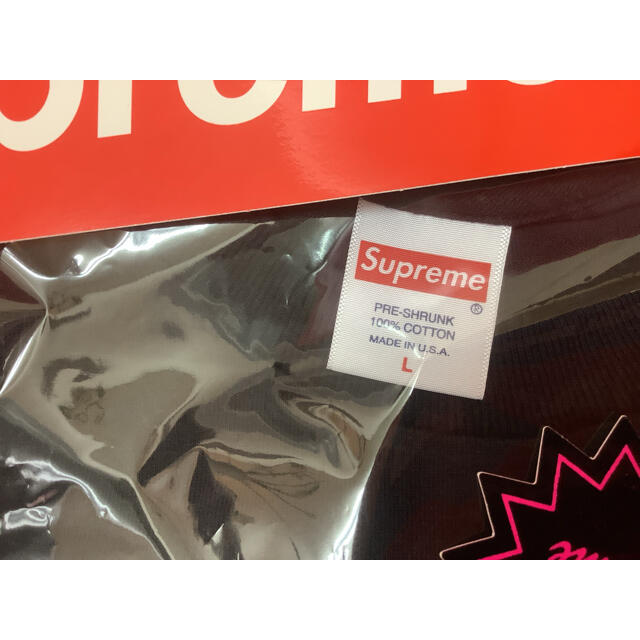 Supreme
®
PRE-SHRUNK
100% COTTON
MADE IN U.S.A.
L